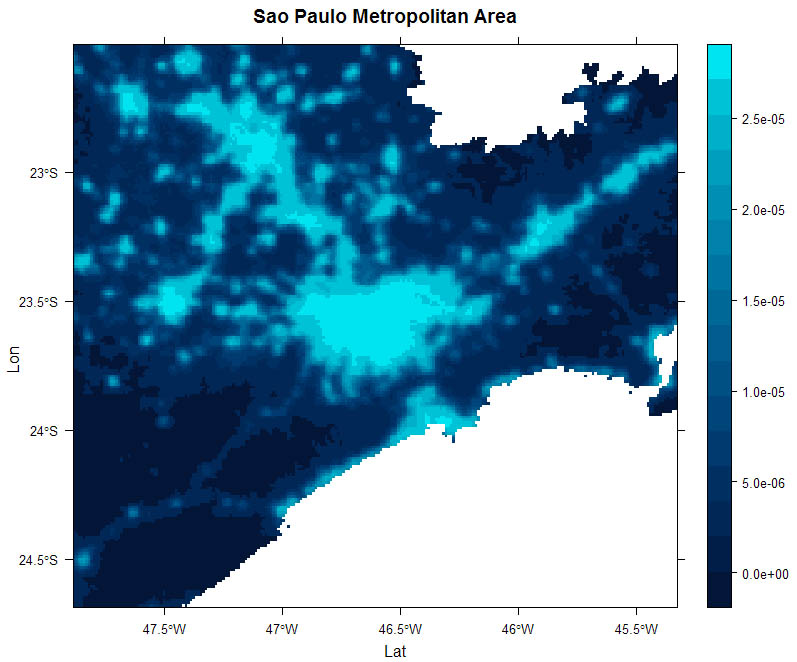 Sao Paulo Metropolitan Area
23°S
23.5°S
24°S
24.5°S
Lon
47.5°W
47°W
46.5°W
46°W
45.5°W
Lat
2.5e-05
2.0e-05
1.5e-05
1.0e-05
5.0e-06
0.0e+00